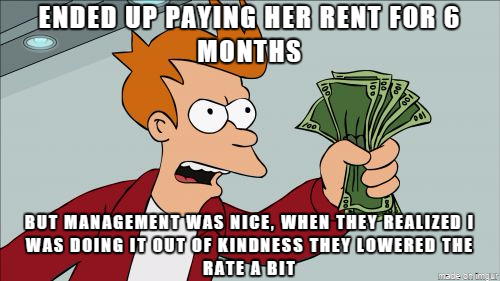 ENDED UP PAYING HER RENT FOR 6
MONTHS
BUT MANAGEMENT WAS NICE, WHEN THEY REALIZED I
WAS DOING IT OUT OF KINDNESS THEY LOWERED THE
RATE A BIT
made on imgur